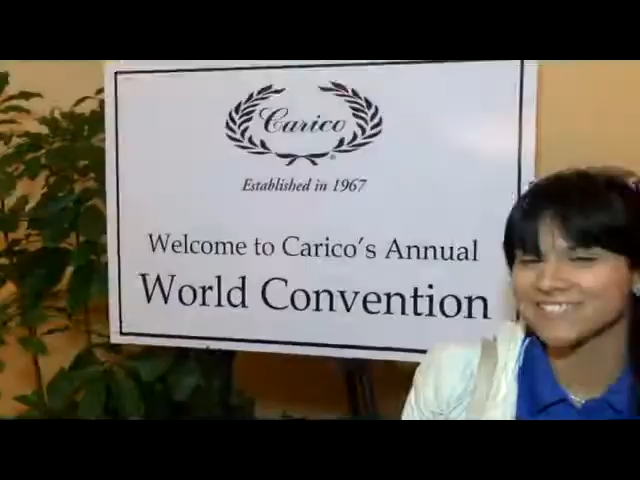 Carico
Established in 1967
Welcome to Carico's Annual
World Convention